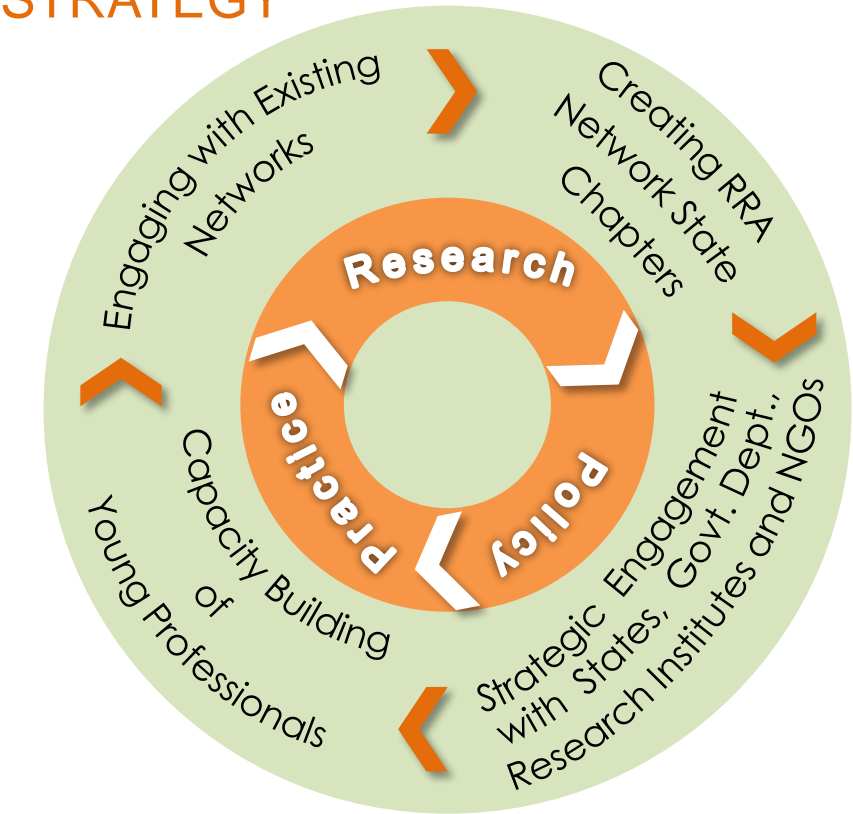 STRATEGY
Engaging with Existing
Networks
Creating RRA
Network State
Chapters
Strategic Engagement
with States, Govt. Dept.,
Research Institutes and NGOs
Capacity Building
of
Young Professionals
Research
Policy
Practice